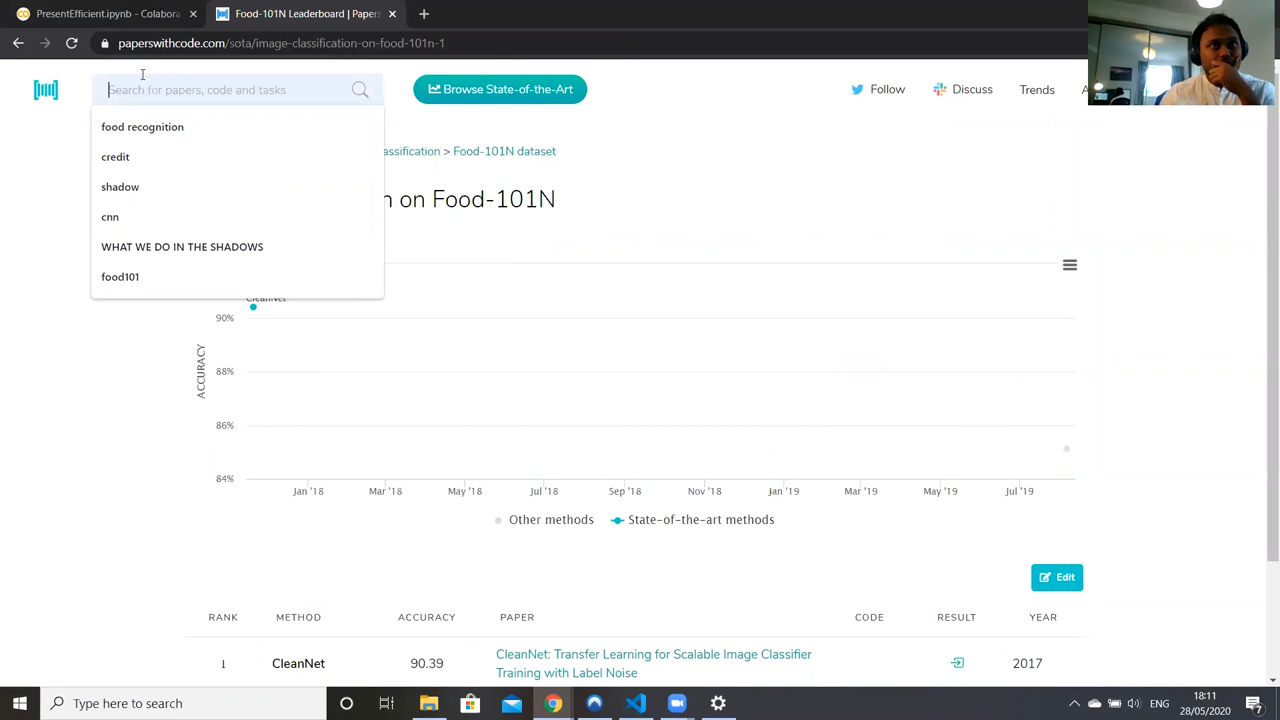 PresentEfficient.ipynb - Colabora
Food-101N Leaderboard | Papers
paperswithcode.com/sota/image-classification-on-food-101n-1
Search for papers, code and tasks
Browse State-of-the-Art
Follow
Discuss
Trends
food recognition
credit
shadow
cnn
WHAT WE DO IN THE SHADOWS
food101
assification > Food-101N dataset
n on Food-101N
CleanNet
90%
88%
86%
84%
ACCURACY
Jan '18
Mar '18
May '18
Jul '18
Sep '18
Nov '18
Jan '19
Mar '19
May '19
Jul '19
Other methods
State-of-the-art methods
Edit
RANK
METHOD
ACCURACY
PAPER
CODE
RESULT
YEAR
1
CleanNet
90.39
CleanNet: Transfer Learning for Scalable Image Classifier
Training with Label Noise
2017
Type here to search
ENG
18:11
28/05/2020
7